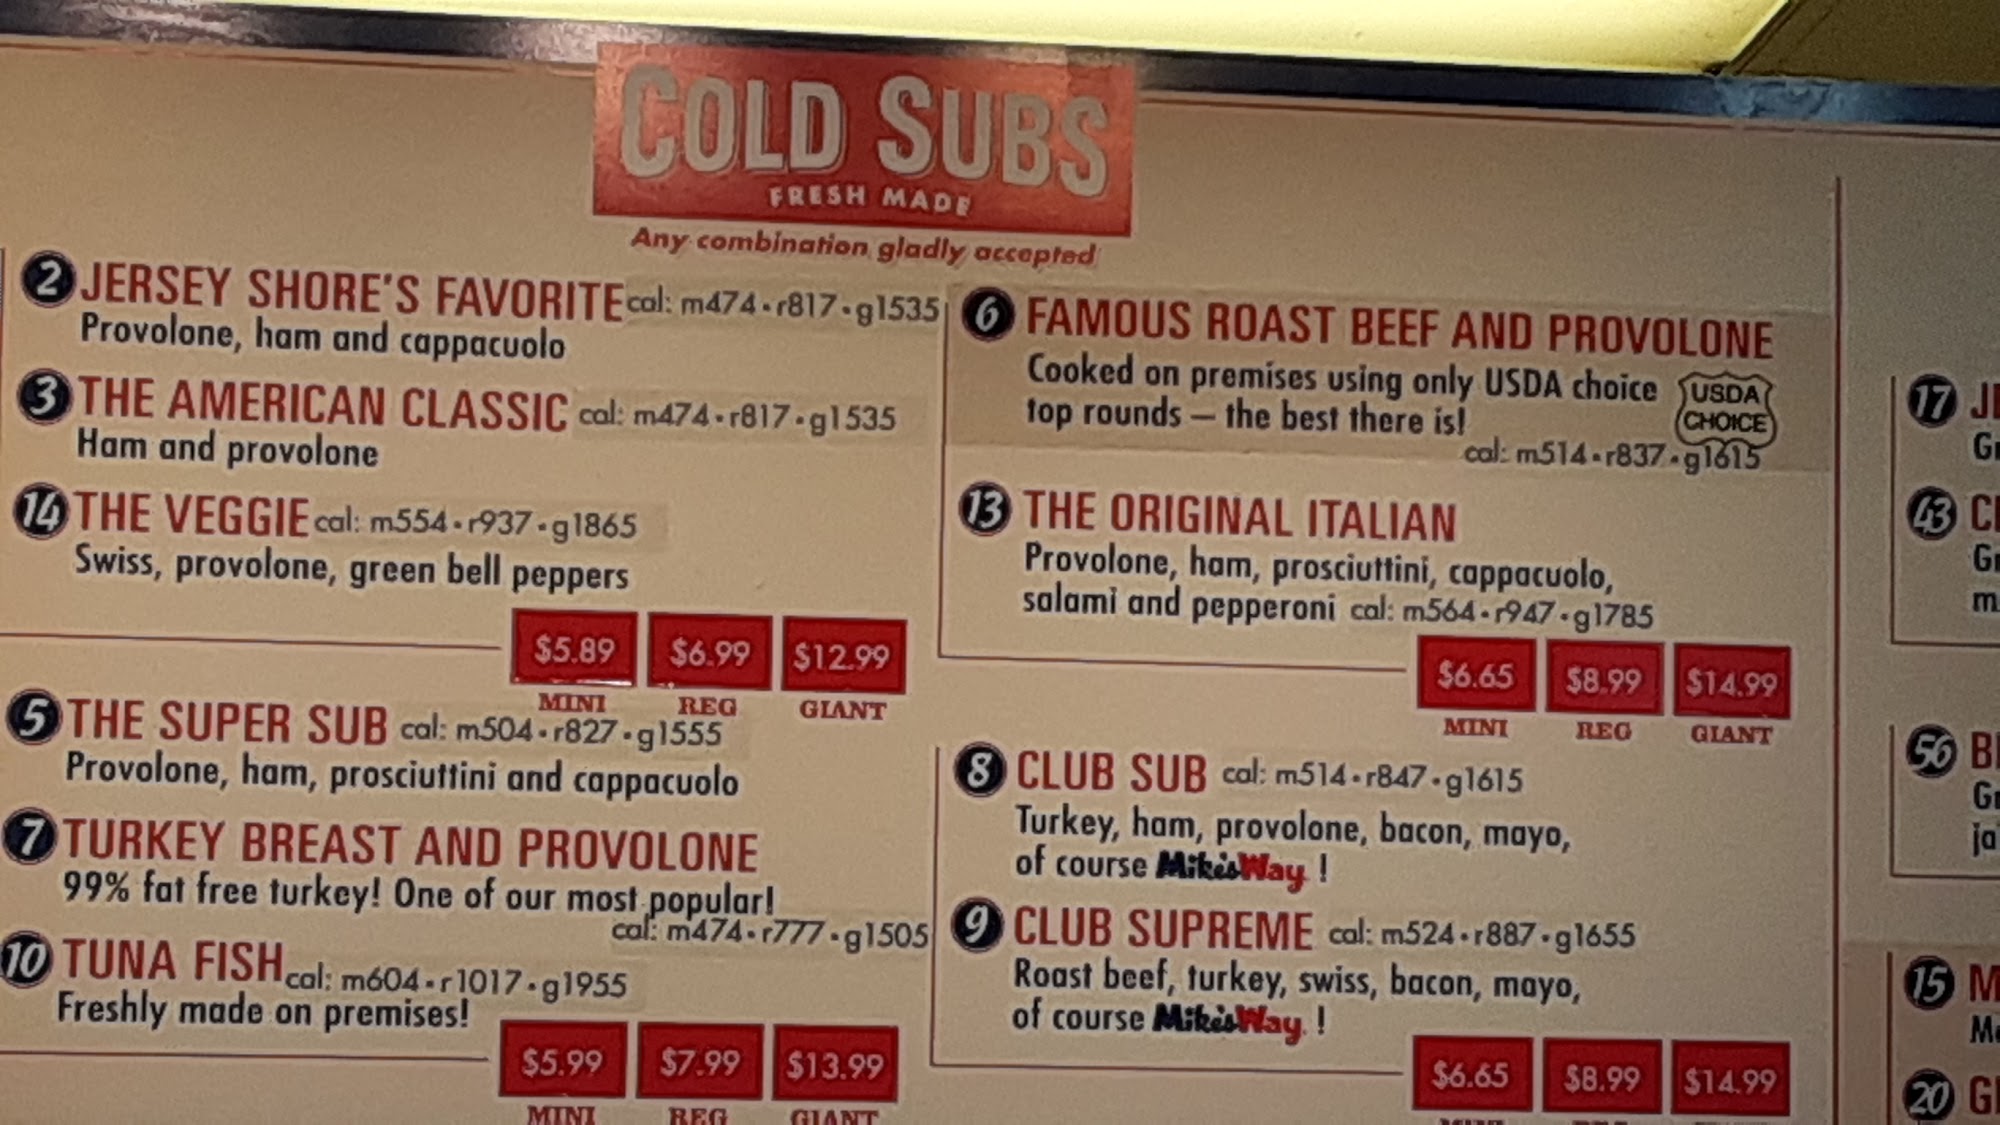 COLD SUBS
FRESH MADE
Any combination gladly accepted
2 JERSEY SHORE'S FAVORITE cal: m474•r817•g1535
Provolone, ham and cappacuolo
3 THE AMERICAN CLASSIC cal: m474•r817•g1535
Ham and provolone
14 THE VEGGIE cal: m554•r937•g1865
Swiss, provolone, green bell peppers
$5.89 $6.99 $12.99
MINI REG GIANT
5 THE SUPER SUB cal: m504•r827•g1555
Provolone, ham, prosciuttini and cappacuolo
7 TURKEY BREAST AND PROVOLONE
99% fat free turkey! One of our most popular!
cal: m474•r777•g1505
10 TUNA FISH cal: m604•r1017•g1955
Freshly made on premises!
$5.99 $7.99 $13.99
MINI REG GIANT
6 FAMOUS ROAST BEEF AND PROVOLONE
Cooked on premises using only USDA choice
top rounds – the best there is!
USDA
CHOICE
cal: m514•r837•g1615
13 THE ORIGINAL ITALIAN
Provolone, ham, prosciuttini, cappacuolo,
salami and pepperoni cal: m564•r947•g1785
$6.65 $8.99 $14.99
MINI REG GIANT
8 CLUB SUB cal: m514•r847•g1615
Turkey, ham, provolone, bacon, mayo,
of course Mike's Way !
9 CLUB SUPREME cal: m524•r887•g1655
Roast beef, turkey, swiss, bacon, mayo,
of course Mike's Way !
$6.65 $8.99 $14.99
17
43
56
15
20